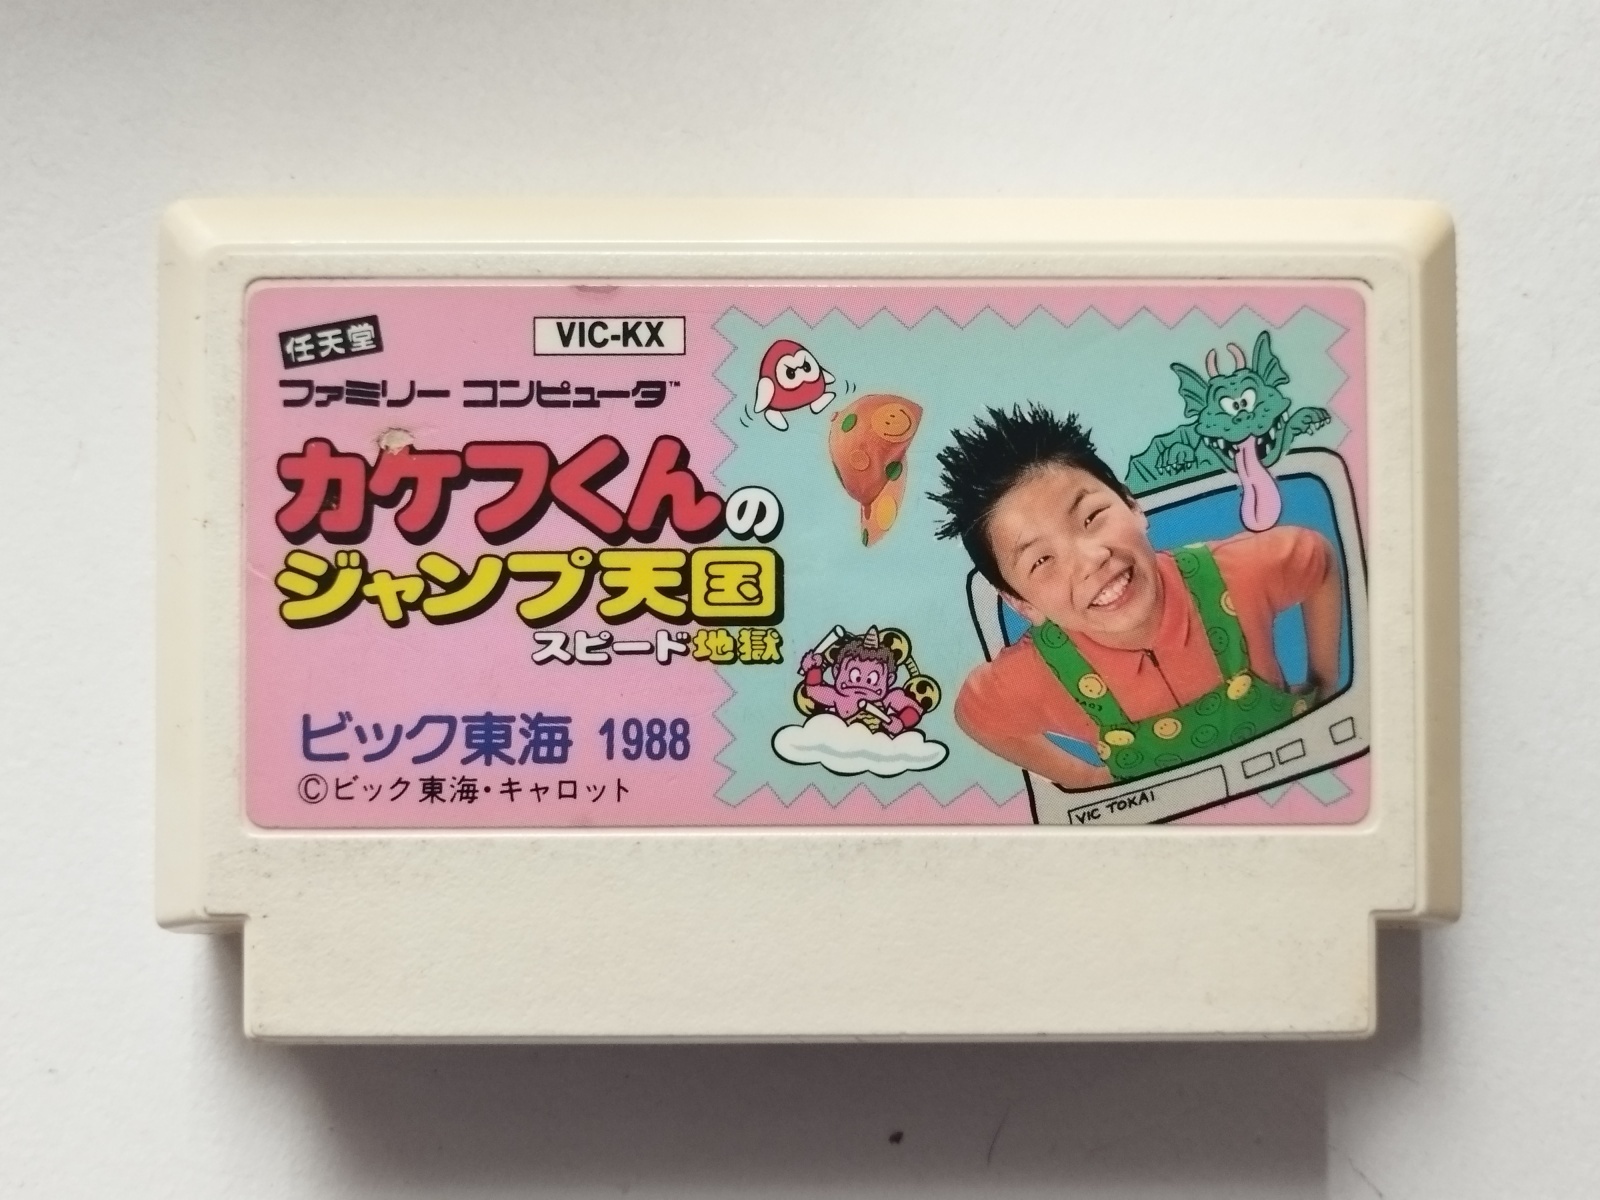 任天堂
VIC-KX
ファミリー コンピュータ™
カケフくんの
ジャンプ天国
スピード地獄
ビック東海 1988
©ビック東海・キャロット
VIC TOKAI